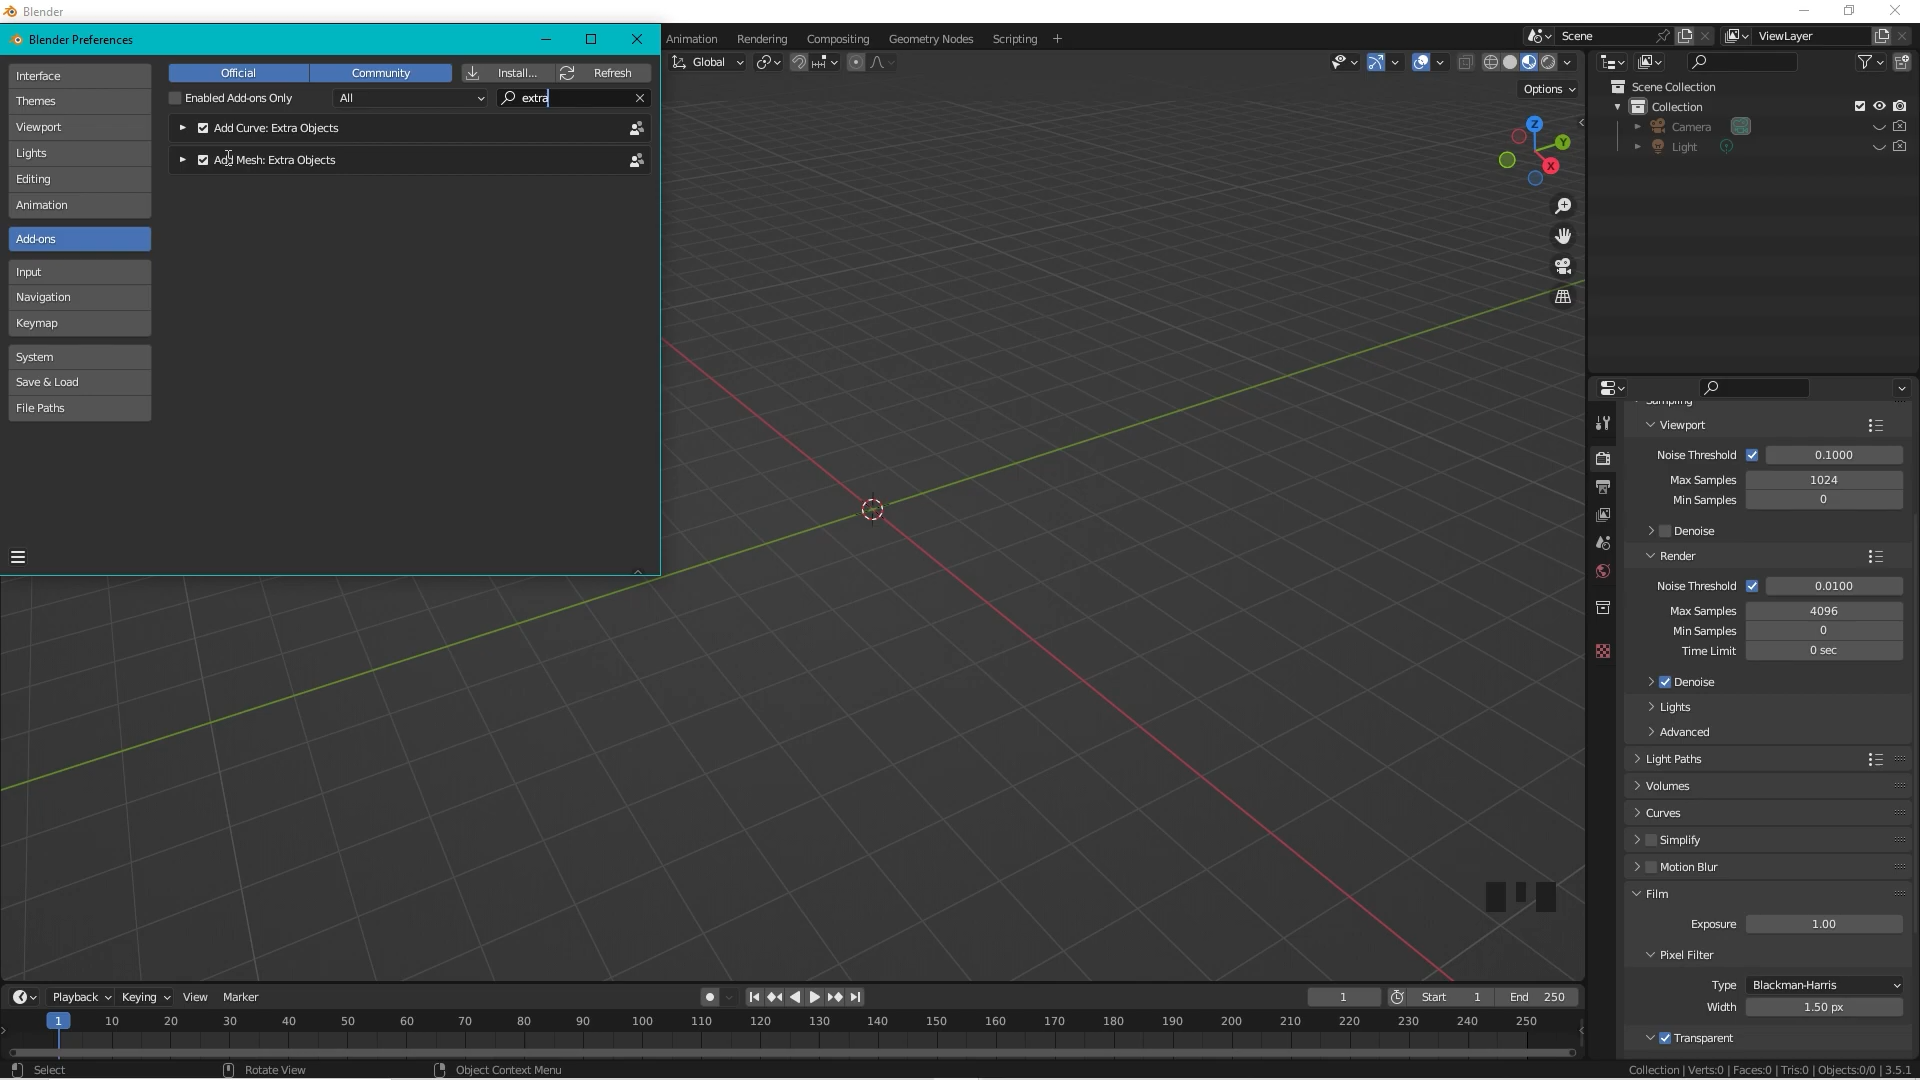 Blender
Blender Preferences
Animation Rendering Compositing Geometry Nodes Scripting
Scene
ViewLayer
Interface
Themes
Viewport
Lights
Editing
Animation
Add-ons
Input
Navigation
Keymap
System
Save & Load
File Paths
Official Community Install... Refresh
Enabled Add-ons Only All extra
Add Curve: Extra Objects
Add Mesh: Extra Objects
Global
Options
Z
Y
X
Scene Collection
Collection
Camera
Light
Sampling
Viewport
Noise Threshold 0.1000
Max Samples 1024
Min Samples 0
Denoise
Render
Noise Threshold 0.0100
Max Samples 4096
Min Samples 0
Time Limit 0 sec
Denoise
Lights
Advanced
Light Paths
Volumes
Curves
Simplify
Motion Blur
Film
Exposure 1.00
Pixel Filter
Type Blackman-Harris
Width 1.50 px
Transparent
Playback Keying View Marker
1 Start 1 End 250
1 10 20 30 40 50 60 70 80 90 100 110 120 130 140 150 160 170 180 190 200 210 220 230 240 250
Select Rotate View Object Context Menu
Collection | Verts:0 | Faces:0 | Tris:0 | Objects:0/0 | 3.5.1